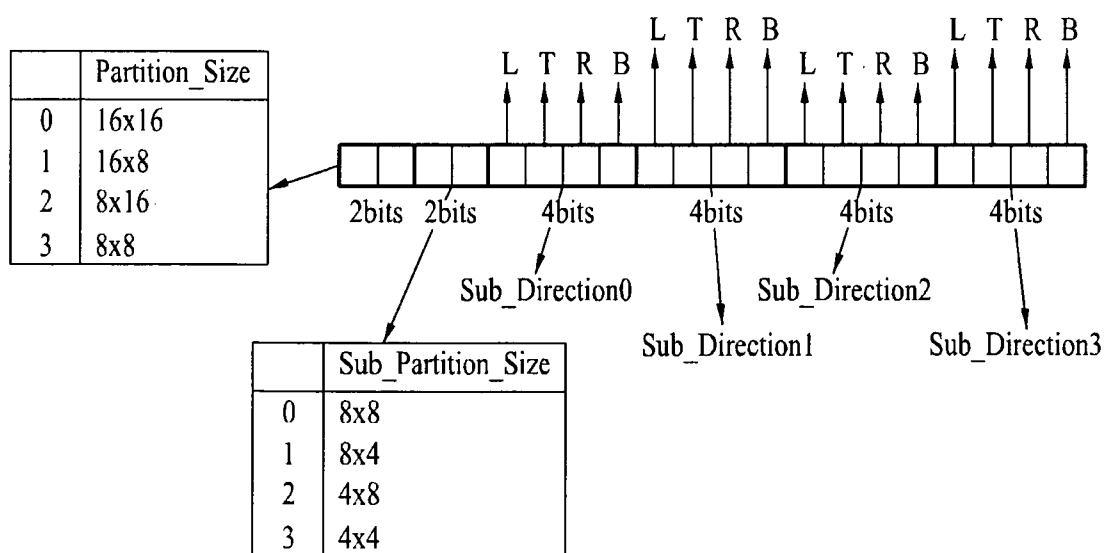 L T R B
L T R B
L T R B
L T R B
Partition_Size
0 16x16
1 16x8
2 8x16
3 8x8
2bits 2bits 4bits 4bits 4bits 4bits
Sub_Direction0
Sub_Direction2
Sub_Direction1
Sub_Direction3
Sub_Partition_Size
0 8x8
1 8x4
2 4x8
3 4x4